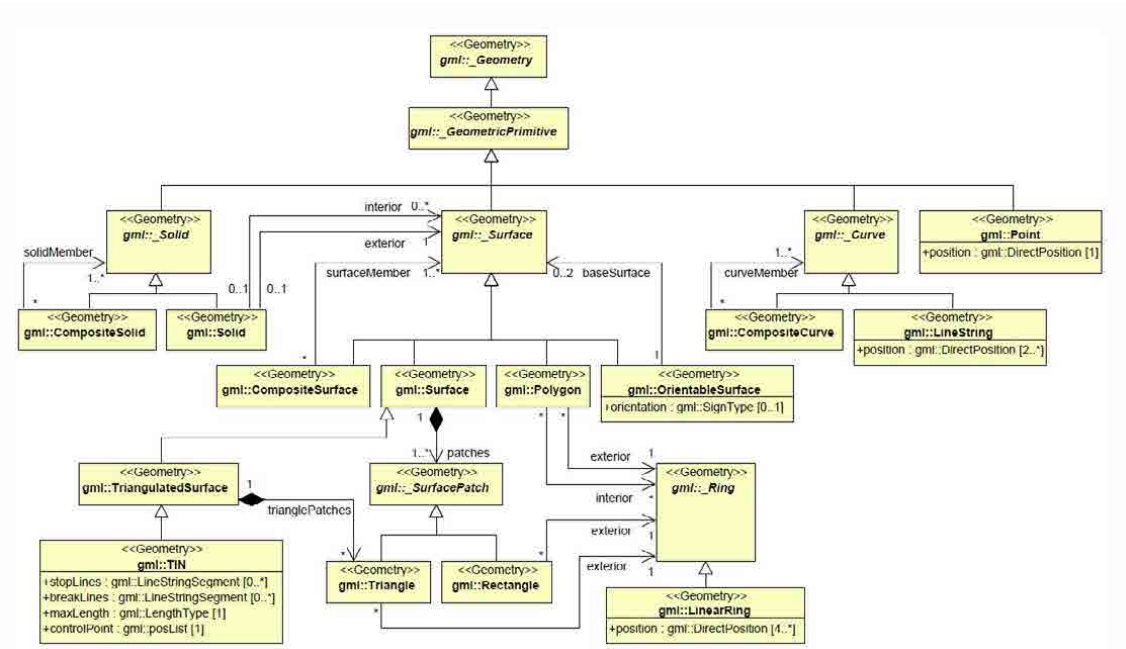 <<Geometry>>
gml::_Geometry
<<Geometry>>
gml::_GeometricPrimitive
<<Geometry>>
gml::_Solid
interior 0..*
exterior 1
<<Geometry>>
gml::_Surface
<<Geometry>>
gml::_Curve
<<Geometry>>
gml::Point
+position : gml::DirectPosition [1]
solidMember
1..*
*
0..1 0..1
surfaceMember 1..*
*
0..2 baseSurface
1
1..*
curveMember
*
<<Geometry>>
gml::CompositeSolid
<<Geometry>>
gml::Solid
<<Geometry>>
gml::CompositeCurve
<<Geometry>>
gml::LineString
+position : gml::DirectPosition [2..*]
<<Geometry>>
gml::CompositeSurface
<<Geometry>>
gml::Surface
<<Geometry>>
gml::Polygon
<<Geometry>>
gml::OrientableSurface
+orientation : gml::SignType [0..1]
1
* *
1..* patches
exterior 1
interior *
<<Geometry>>
gml::TriangulatedSurface
1
trianglePatches
*
<<Geometry>>
gml::_SurfacePatch
<<Geometry>>
gml::_Ring
exterior
1
*
exterior
1
*
<<Geometry>>
gml::TIN
+stopLines : gml::LineStringSegment [0..*]
+breakLines : gml::LineStringSegment [0..*]
+maxLength : gml::LengthType [1]
+controlPoint : gml::posList [1]
<<Geometry>>
gml::Triangle
<<Geometry>>
gml::Rectangle
<<Geometry>>
gml::LinearRing
+position : gml::DirectPosition [4..*]